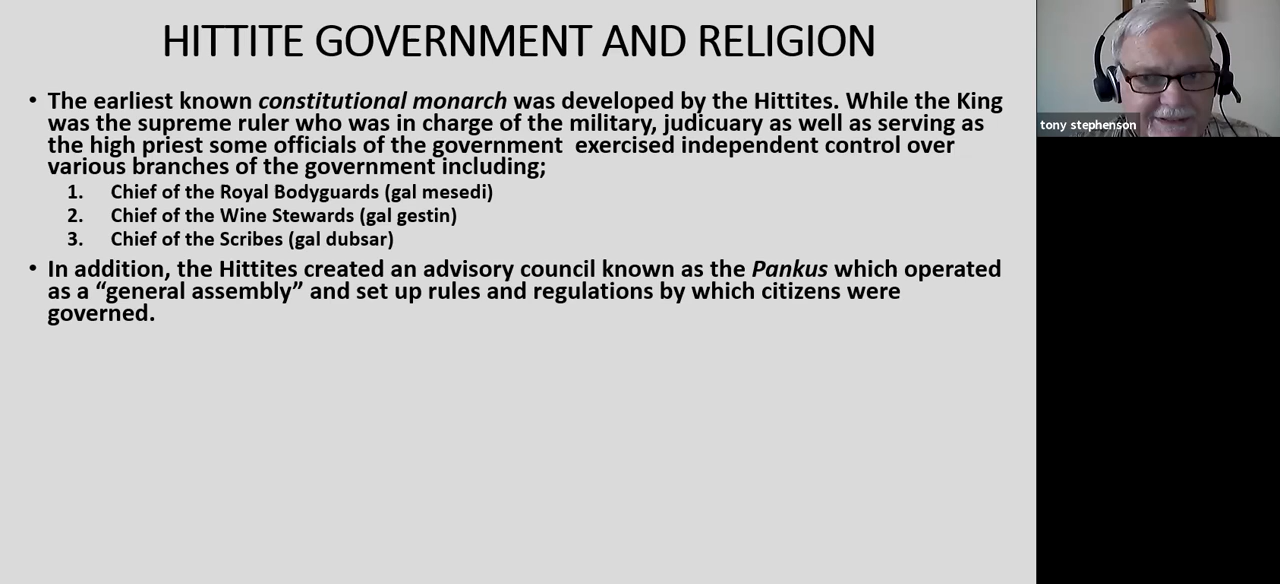 HITTITE GOVERNMENT AND RELIGION
• The earliest known constitutional monarch was developed by the Hittites. While the King
was the supreme ruler who was in charge of the military, judicuary as well as serving as
the high priest some officials of the government  exercised independent control over
various branches of the government including;
1. Chief of the Royal Bodyguards (gal mesedi)
2. Chief of the Wine Stewards (gal gestin)
3. Chief of the Scribes (gal dubsar)
• In addition, the Hittites created an advisory council known as the Pankus which operated
as a “general assembly” and set up rules and regulations by which citizens were
governed.
tony stephenson